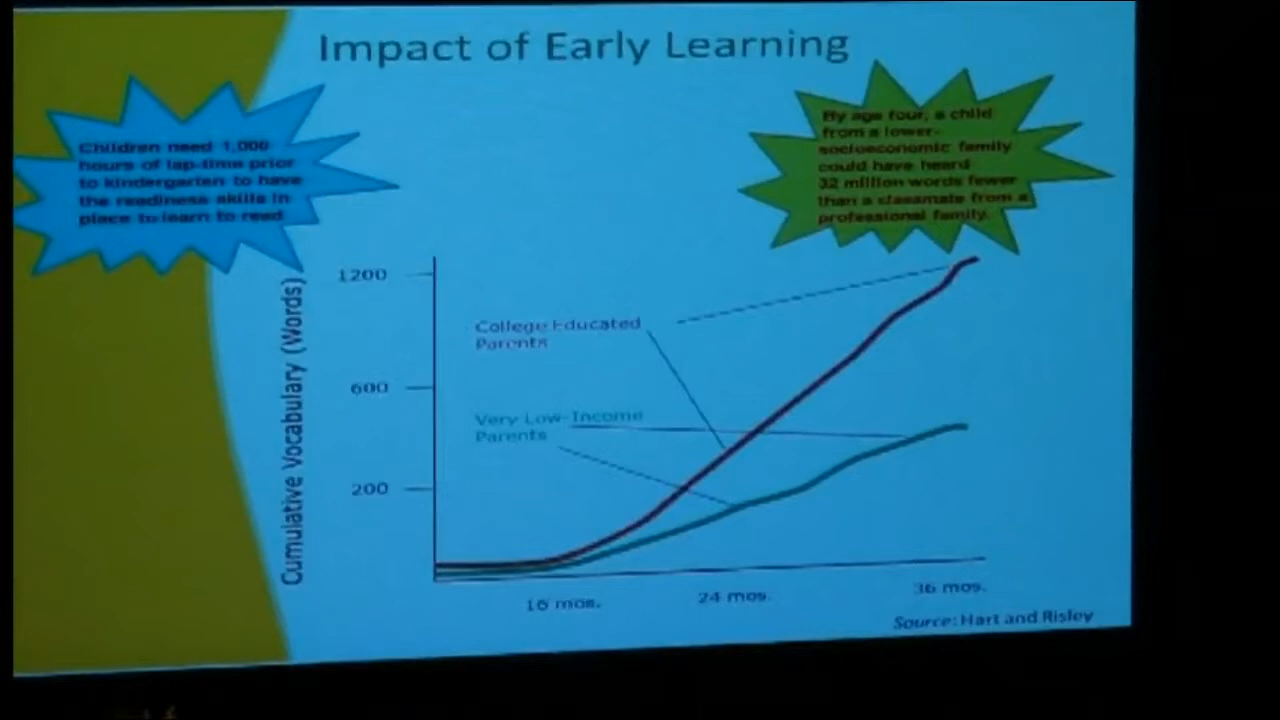 Impact of Early Learning
Children need 1,000
hours of lap-time prior
to kindergarten to have
the readiness skills in
place to learn to read
By age four, a child
from a lower-
socioeconomic family
could have heard
32 million words fewer
than a classmate from a
professional family.
Cumulative Vocabulary (Words)
1200
600
200
College Educated
Parents
Very Low-Income
Parents
16 mos.
24 mos.
36 mos.
Source: Hart and Risley